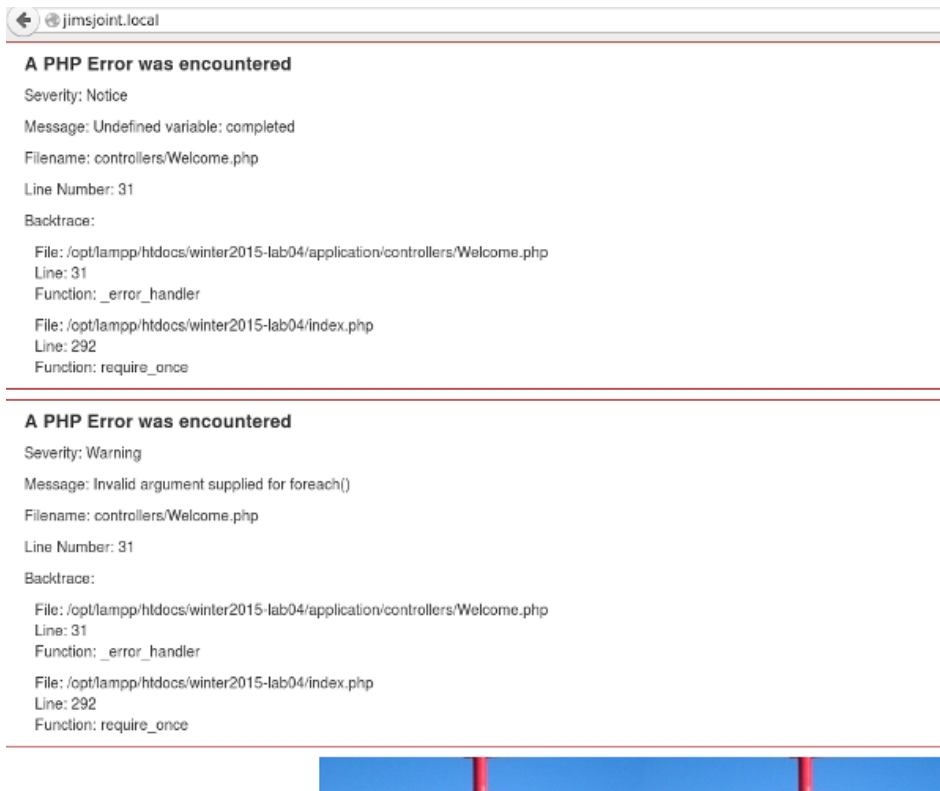 jimsjoint.local
A PHP Error was encountered
Severity: Notice
Message: Undefined variable: completed
Filename: controllers/Welcome.php
Line Number: 31
Backtrace:
File: /opt/lampp/htdocs/winter2015-lab04/application/controllers/Welcome.php
Line: 31
Function: _error_handler
File: /opt/lampp/htdocs/winter2015-lab04/index.php
Line: 292
Function: require_once
A PHP Error was encountered
Severity: Warning
Message: Invalid argument supplied for foreach()
Filename: controllers/Welcome.php
Line Number: 31
Backtrace:
File: /opt/lampp/htdocs/winter2015-lab04/application/controllers/Welcome.php
Line: 31
Function: _error_handler
File: /opt/lampp/htdocs/winter2015-lab04/index.php
Line: 292
Function: require_once